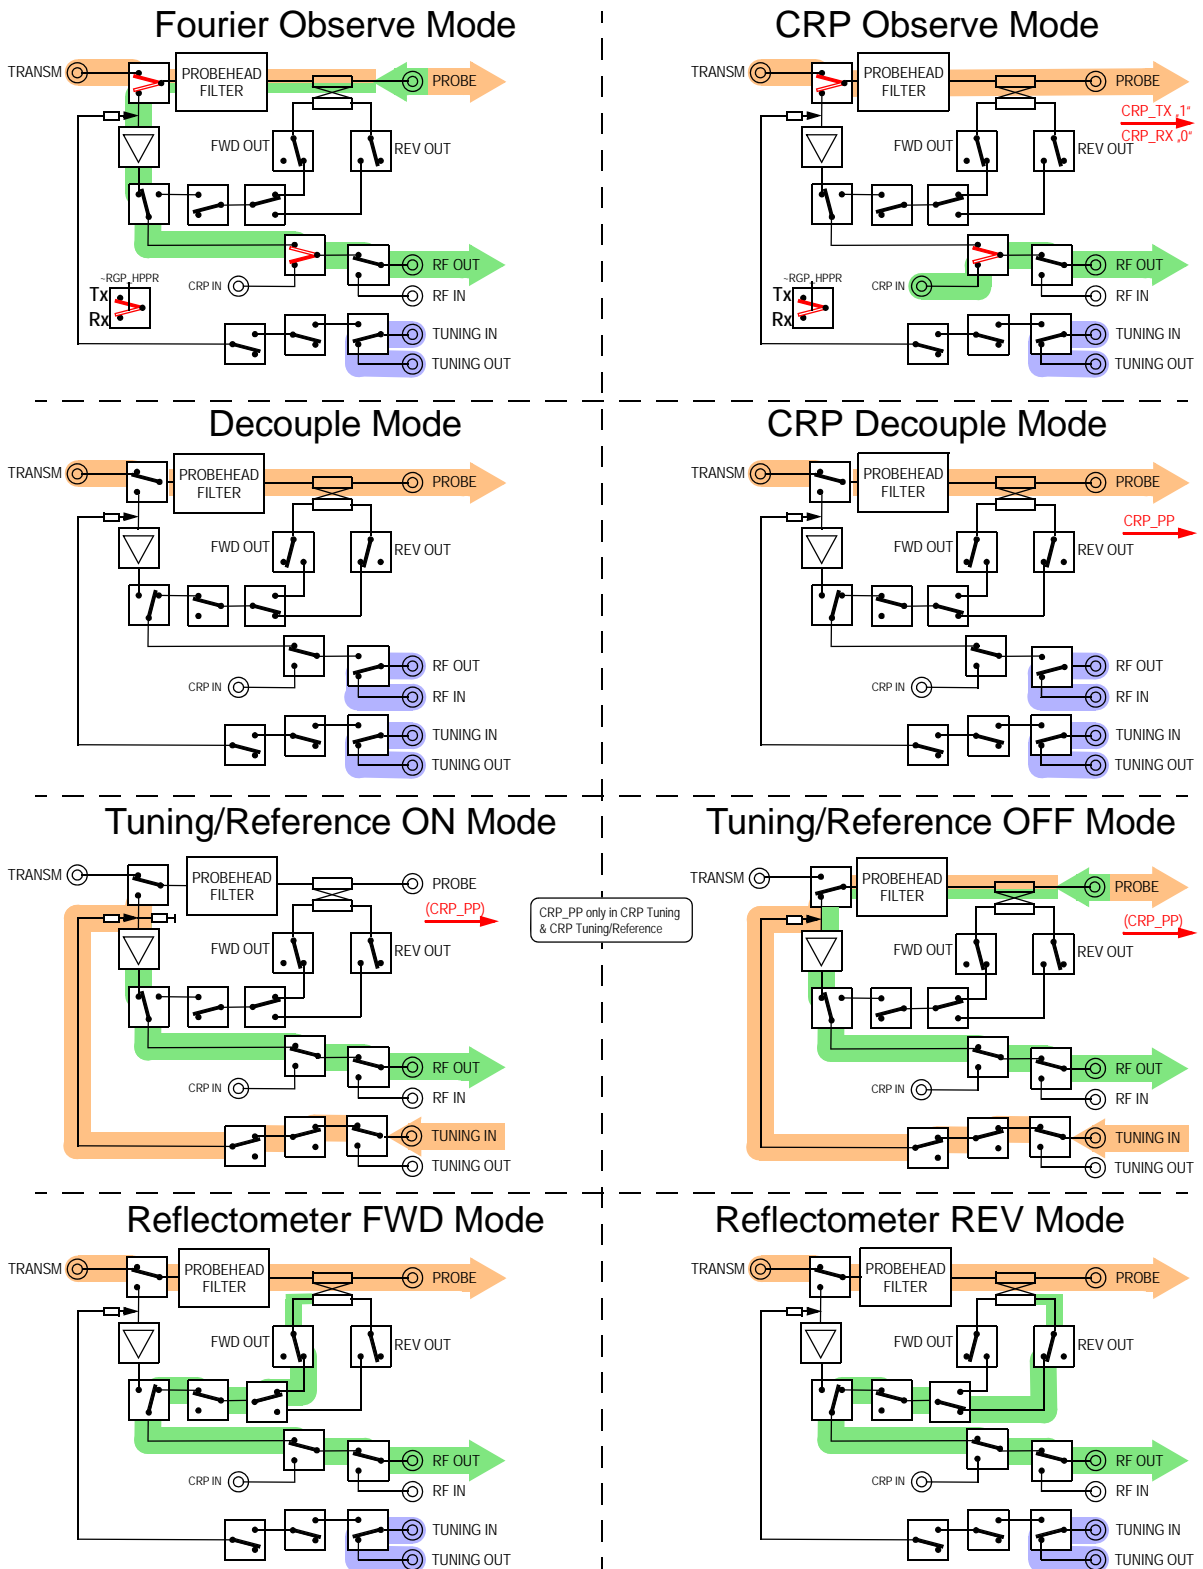 Fourier Observe Mode
TRANSM
PROBEHEAD
FILTER
PROBE
FWD OUT
REV OUT
~RGP_HPPR
Tx
Rx
CRP IN
RF OUT
RF IN
TUNING IN
TUNING OUT
CRP Observe Mode
TRANSM
PROBEHEAD
FILTER
PROBE
CRP_TX ‚1“
CRP_RX ‚0“
FWD OUT
REV OUT
~RGP_HPPR
Tx
Rx
CRP IN
RF OUT
RF IN
TUNING IN
TUNING OUT
Decouple Mode
TRANSM
PROBEHEAD
FILTER
PROBE
FWD OUT
REV OUT
CRP IN
RF OUT
RF IN
TUNING IN
TUNING OUT
CRP Decouple Mode
TRANSM
PROBEHEAD
FILTER
PROBE
CRP_PP
FWD OUT
REV OUT
CRP IN
RF OUT
RF IN
TUNING IN
TUNING OUT
Tuning/Reference ON Mode
TRANSM
PROBEHEAD
FILTER
PROBE
(CRP_PP)
FWD OUT
REV OUT
CRP IN
RF OUT
RF IN
TUNING IN
TUNING OUT
CRP_PP only in CRP Tuning
& CRP Tuning/Reference
Tuning/Reference OFF Mode
TRANSM
PROBEHEAD
FILTER
PROBE
(CRP_PP)
FWD OUT
REV OUT
CRP IN
RF OUT
RF IN
TUNING IN
TUNING OUT
Reflectometer FWD Mode
TRANSM
PROBEHEAD
FILTER
PROBE
FWD OUT
REV OUT
CRP IN
RF OUT
RF IN
TUNING IN
TUNING OUT
Reflectometer REV Mode
TRANSM
PROBEHEAD
FILTER
PROBE
FWD OUT
REV OUT
CRP IN
RF OUT
RF IN
TUNING IN
TUNING OUT